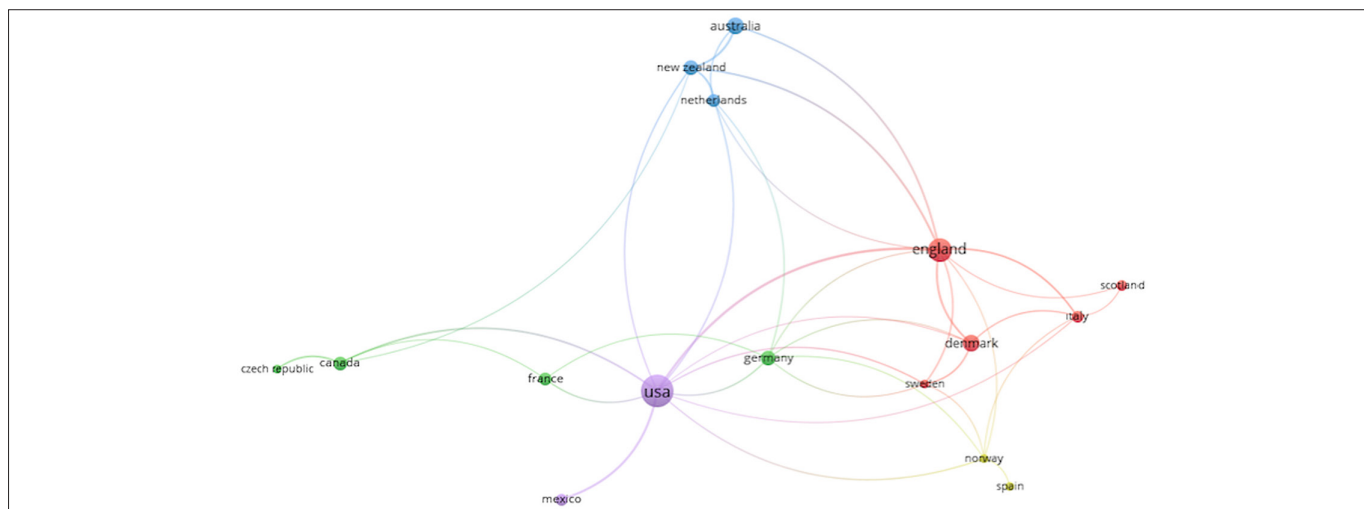 australia
new zealand
netherlands
england
scotland
italy
denmark
germany
canada
czech republic
france
sweden
usa
norway
spain
mexico